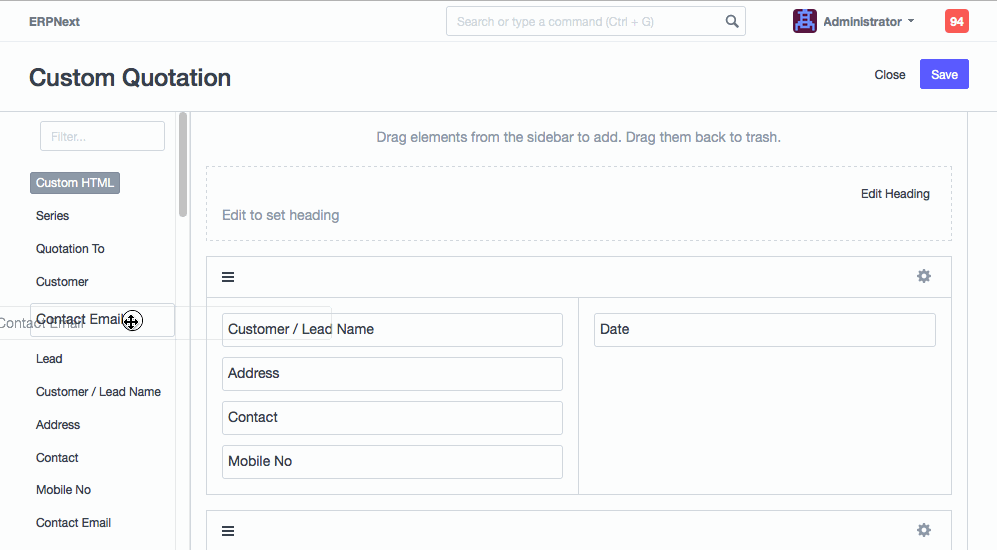 ERPNext
Search or type a command (Ctrl + G)
Administrator
94
Custom Quotation
Close
Save
Filter...
Custom HTML
Series
Quotation To
Customer
Contact Email
Contact Email
Lead
Customer / Lead Name
Address
Contact
Mobile No
Contact Email
Drag elements from the sidebar to add. Drag them back to trash.
Edit Heading
Edit to set heading
Customer / Lead Name
Address
Contact
Mobile No
Date